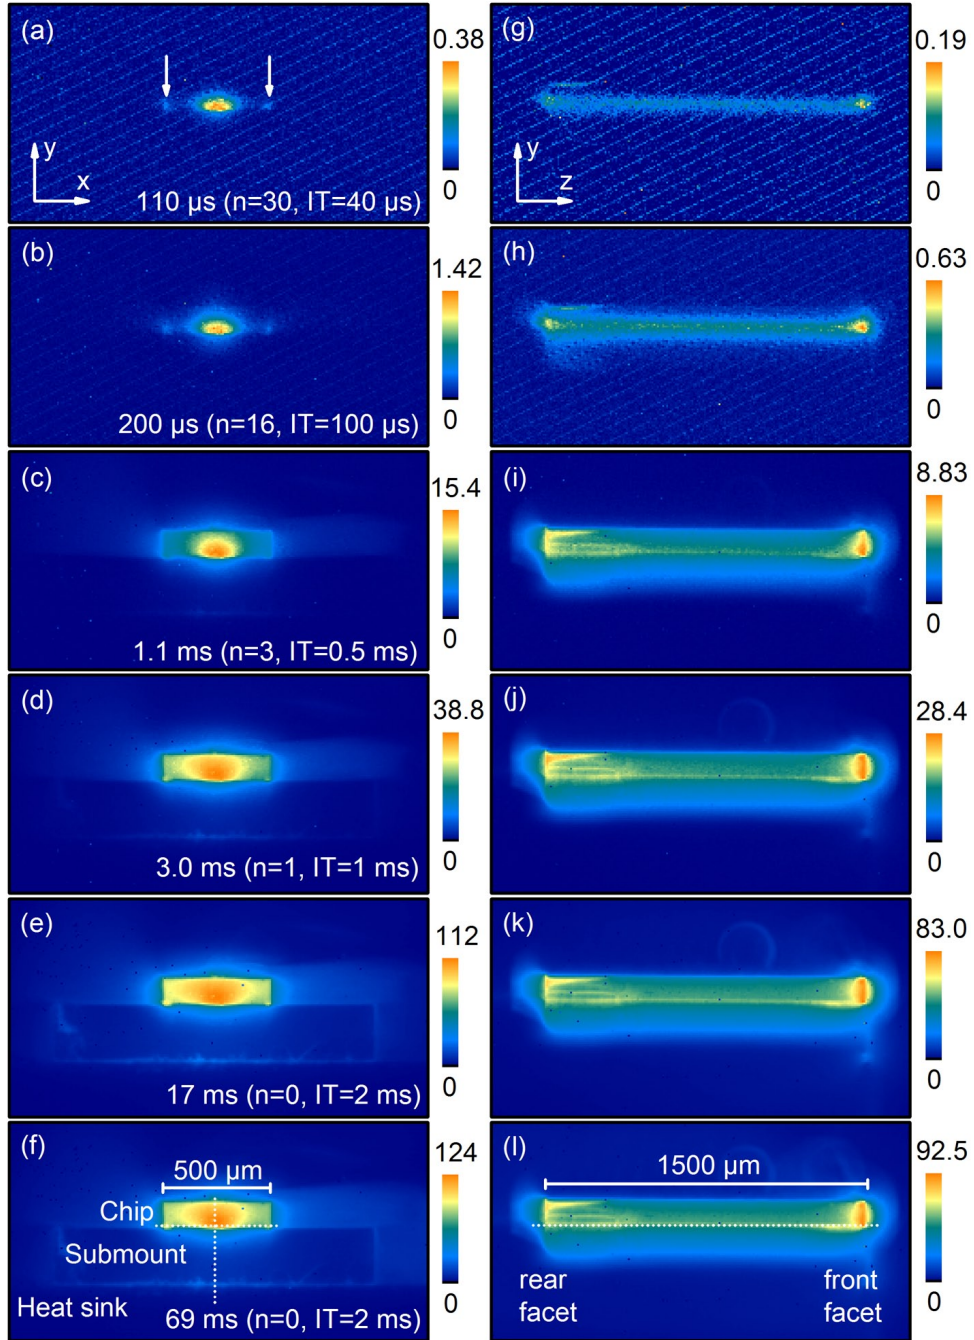 (a)
y
x
110 μs (n=30, IT=40 μs)
0.38
0
(g)
y
z
0.19
0
(b)
200 μs (n=16, IT=100 μs)
1.42
0
(h)
0.63
0
(c)
1.1 ms (n=3, IT=0.5 ms)
15.4
0
(i)
8.83
0
(d)
3.0 ms (n=1, IT=1 ms)
38.8
0
(j)
28.4
0
(e)
17 ms (n=0, IT=2 ms)
112
0
(k)
83.0
0
(f)
500 μm
Chip
Submount
Heat sink
69 ms (n=0, IT=2 ms)
124
0
(l)
1500 μm
rear
facet
front
facet
92.5
0